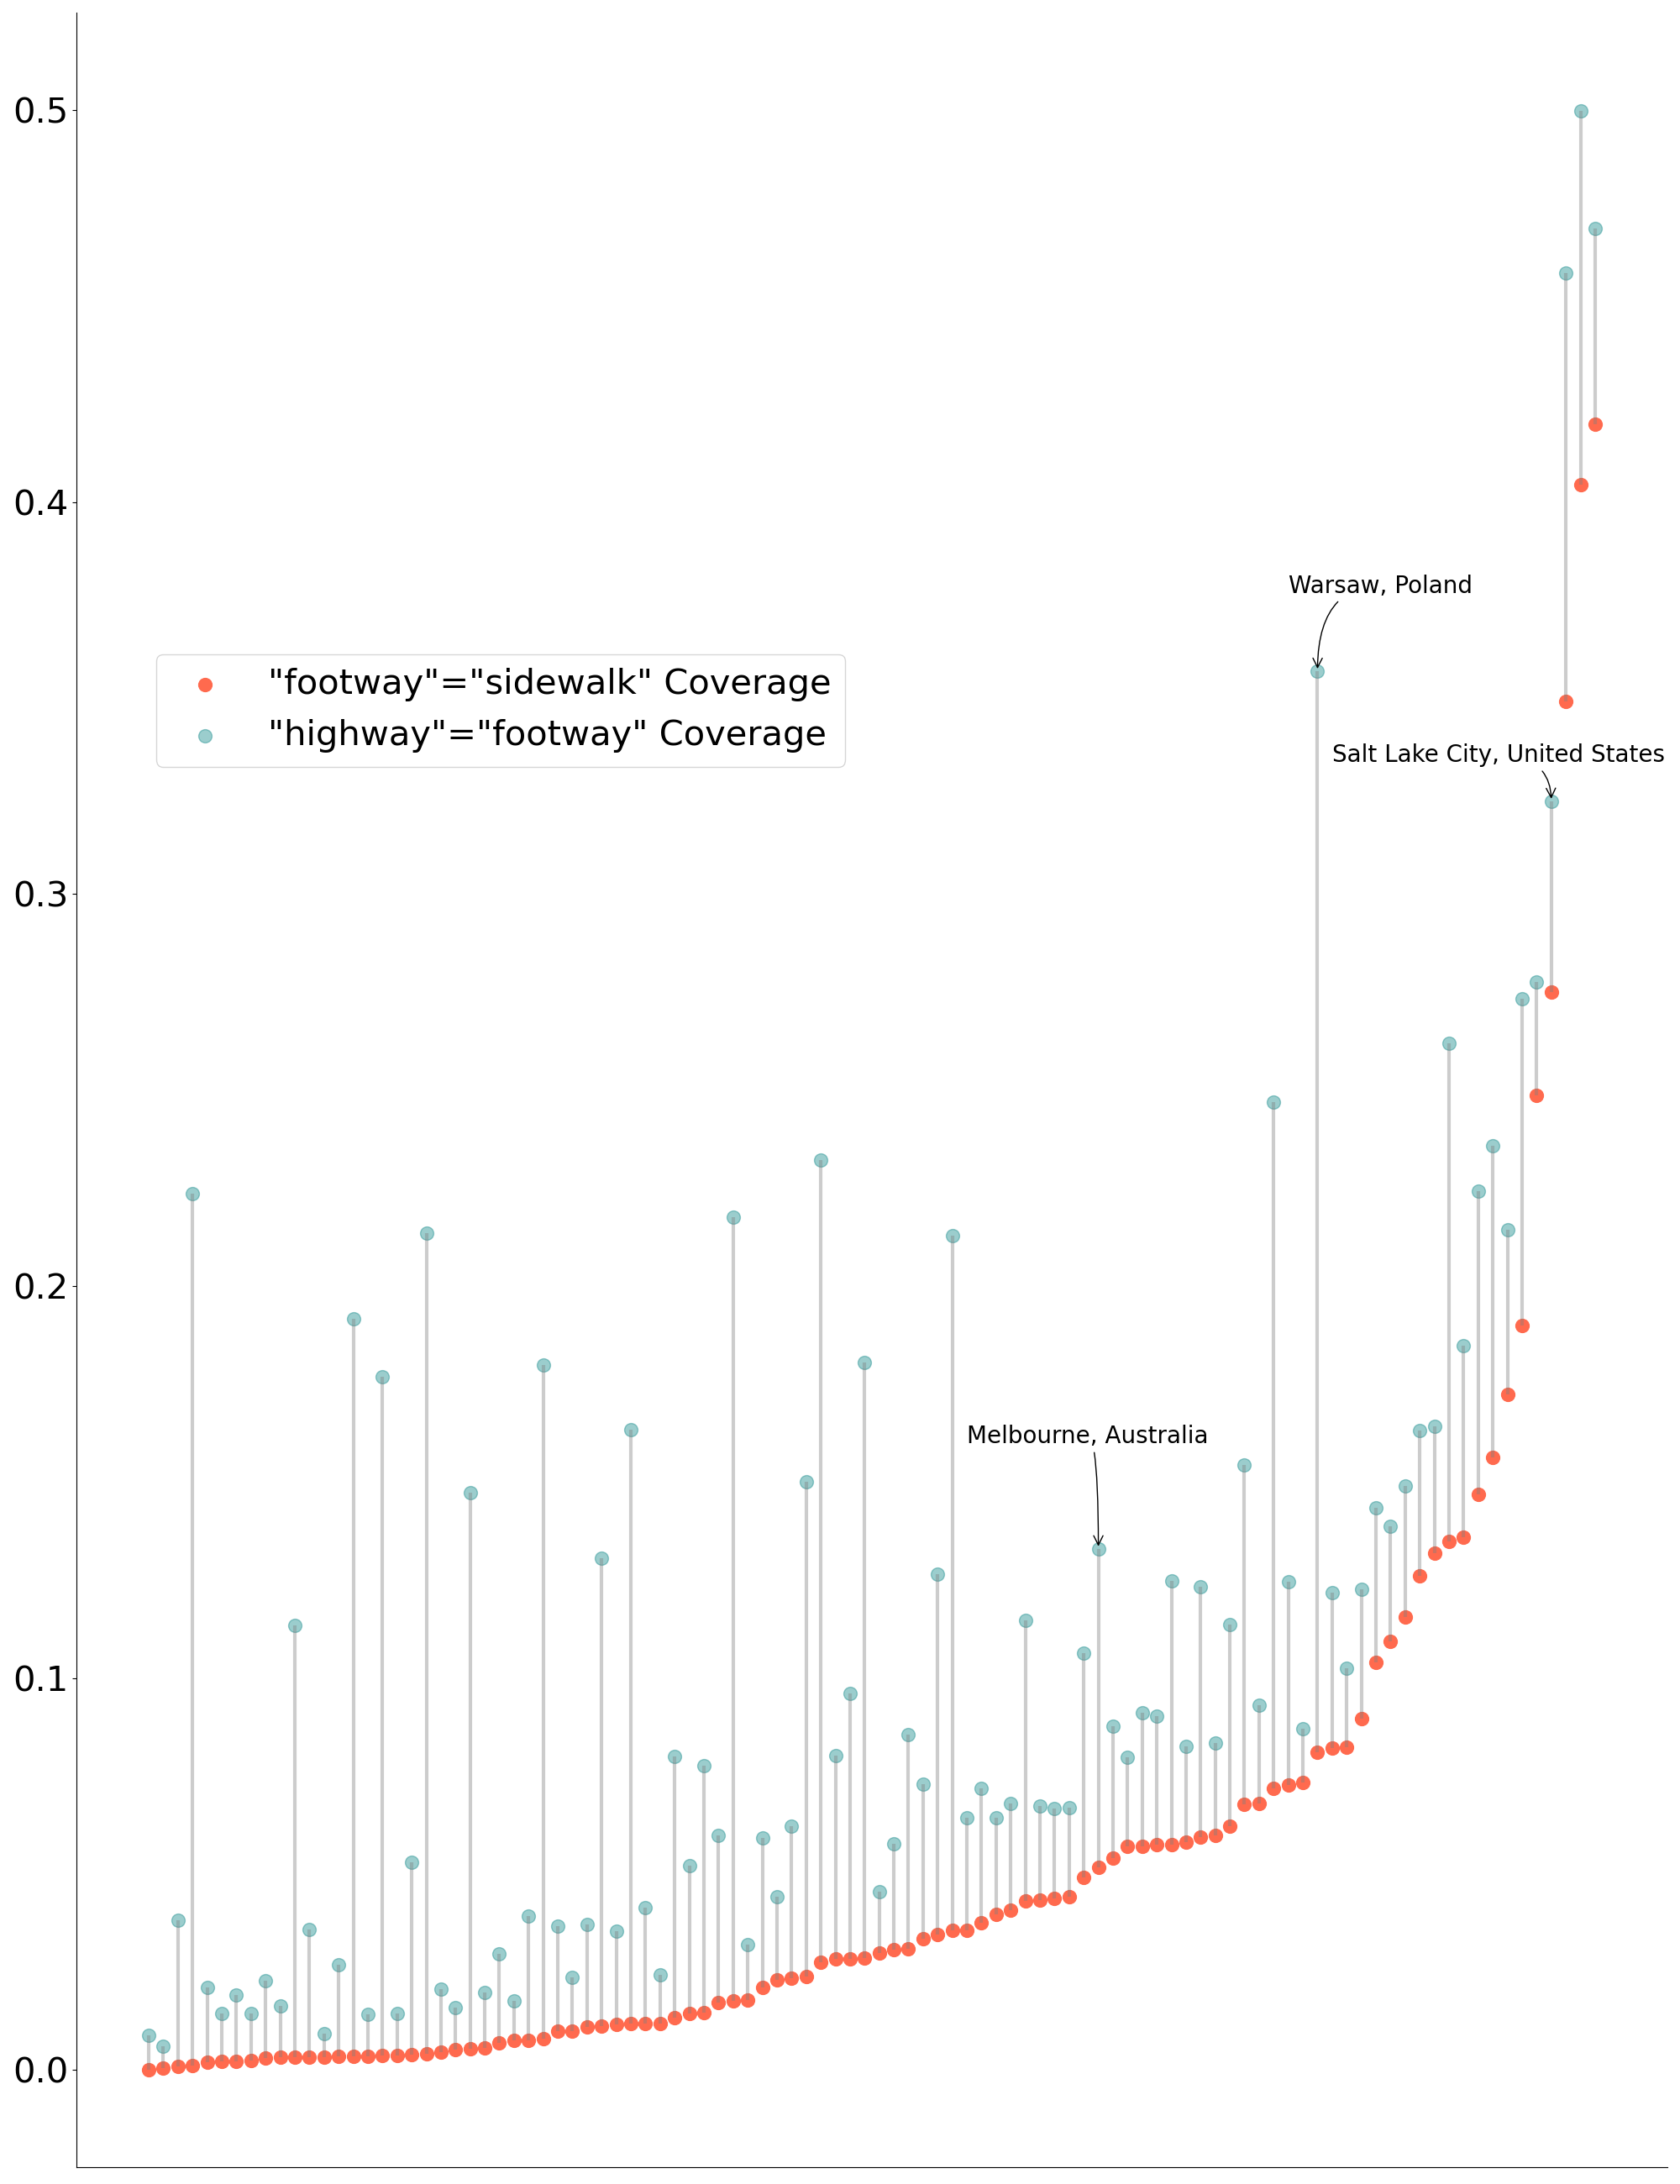 0.5
0.4
Warsaw, Poland
"footway"="sidewalk" Coverage
"highway"="footway" Coverage
Salt Lake City, United States
0.3
0.2
Melbourne, Australia
0.1
0.0